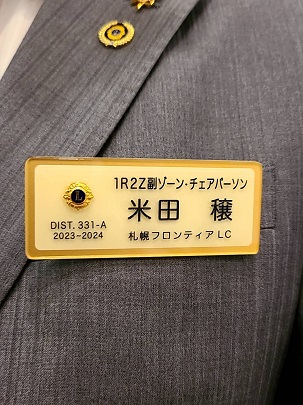 1R2Z副ゾーン・チェアパーソン
米田 穣
DIST. 331-A
2023~2024
札幌フロンティア LC
L